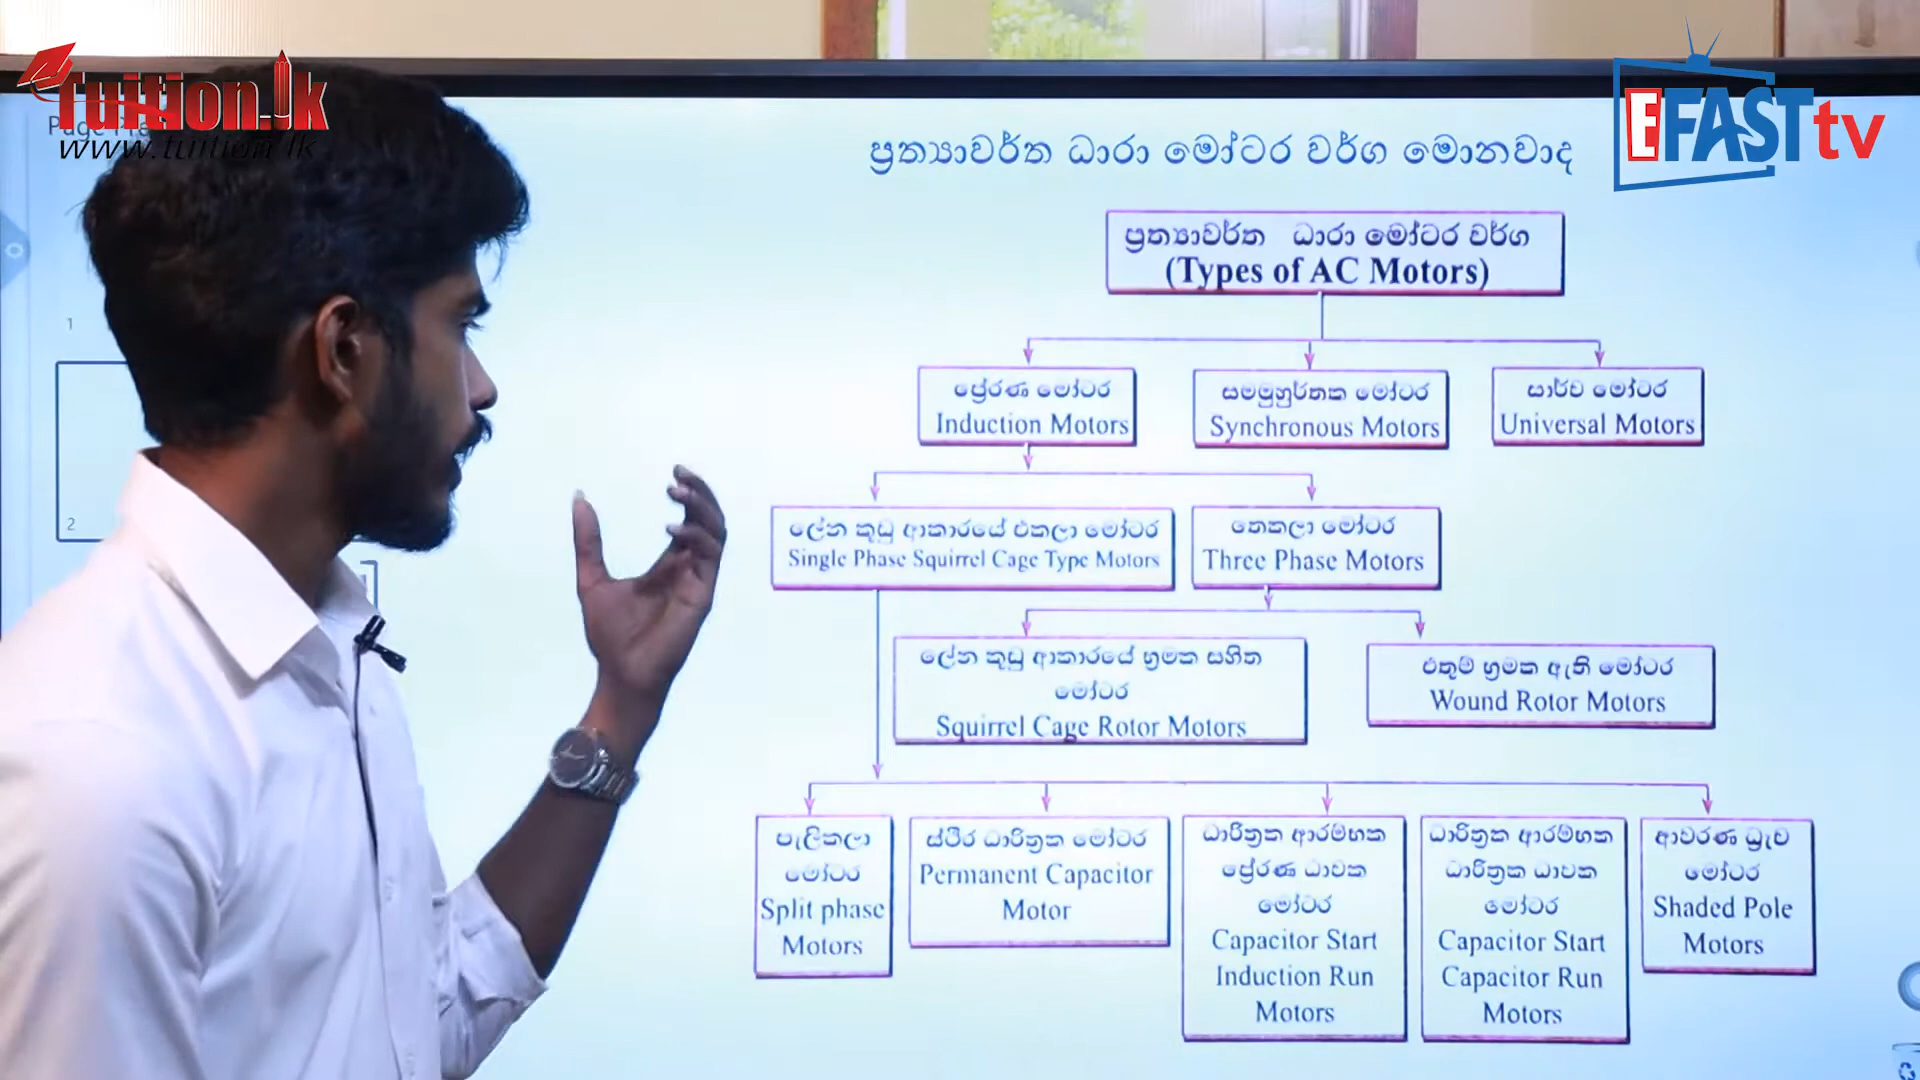 Tuition.lk
www.tuition.lk
EFAST tv
ප්‍රත්‍යාවර්ත ධාරා මෝටර වර්ග මොනවාද
ප්‍රත්‍යාවර්ත ධාරා මෝටර වර්ග
(Types of AC Motors)
ප්‍රේරණ මෝටර
Induction Motors
සමමුහුර්තක මෝටර
Synchronous Motors
සාර්ව මෝටර
Universal Motors
1
2
ලේන කූඩු ආකාරයේ එකලා මෝටර
Single Phase Squirrel Cage Type Motors
තෙකලා මෝටර
Three Phase Motors
ලේන කූඩු ආකාරයේ භ්‍රමක සහිත
මෝටර
Squirrel Cage Rotor Motors
එතුම් භ්‍රමක ඇති මෝටර
Wound Rotor Motors
පැලිකලා
මෝටර
Split phase
Motors
ස්ථිර ධාරිත්‍රක මෝටර
Permanent Capacitor
Motor
ධාරිත්‍රක ආරම්භක
ප්‍රේරණ ධාවක
මෝටර
Capacitor Start
Induction Run
Motors
ධාරිත්‍රක ආරම්භක
ධාරිත්‍රක ධාවක
මෝටර
Capacitor Start
Capacitor Run
Motors
ආවරණ ධ්‍රැව
මෝටර
Shaded Pole
Motors